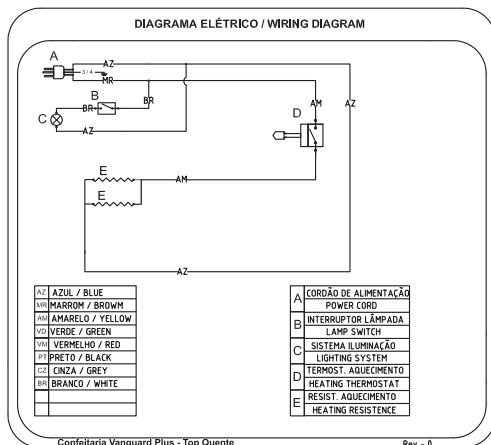 DIAGRAMA ELÉTRICO / WIRING DIAGRAM
A
AZ
3 / 4
MR
B
BR
BR
C
AZ
AM
AZ
D
E
AM
E
AZ
AZ AZUL / BLUE
MR MARROM / BROWM
AM AMARELO / YELLOW
VD VERDE / GREEN
VM VERMELHO / RED
PT PRETO / BLACK
CZ CINZA / GREY
BR BRANCO / WHITE
A CORDÃO DE ALIMENTAÇÃO
POWER CORD
B INTERRUPTOR LÂMPADA
LAMP SWITCH
C SISTEMA ILUMINAÇÃO
LIGHTING SYSTEM
D TERMOST. AQUECIMENTO
HEATING THERMOSTAT
E RESIST. AQUECIMENTO
HEATING RESISTENCE
Confeitaria Vanguard Plus - Top Quente
Rev - 0